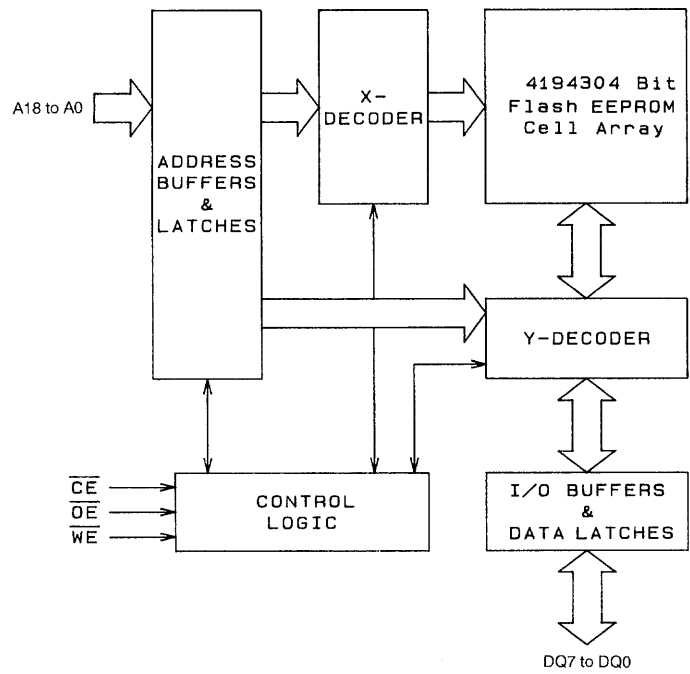 A18 to A0
ADDRESS
BUFFERS
&
LATCHES
X-
DECODER
4194304 Bit
Flash EEPROM
Cell Array
Y-DECODER
CE
OE
WE
CONTROL
LOGIC
I/O BUFFERS
&
DATA LATCHES
DQ7 to DQ0